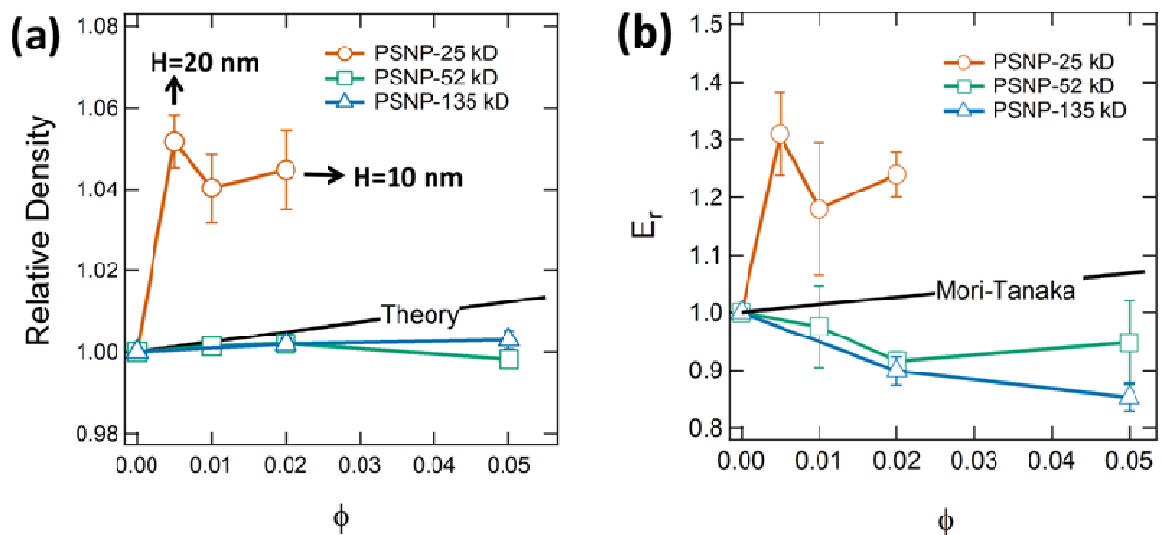 (a)
1.08
1.06
1.04
1.02
1.00
0.98
Relative Density
H=20 nm
PSNP-25 kD
PSNP-52 kD
PSNP-135 kD
H=10 nm
Theory
0.00 0.01 0.02 0.03 0.04 0.05
ϕ
(b)
1.5
1.4
1.3
1.2
1.1
1.0
0.9
0.8
Er
PSNP-25 kD
PSNP-52 kD
PSNP-135 kD
Mori-Tanaka
0.00 0.01 0.02 0.03 0.04 0.05
ϕ